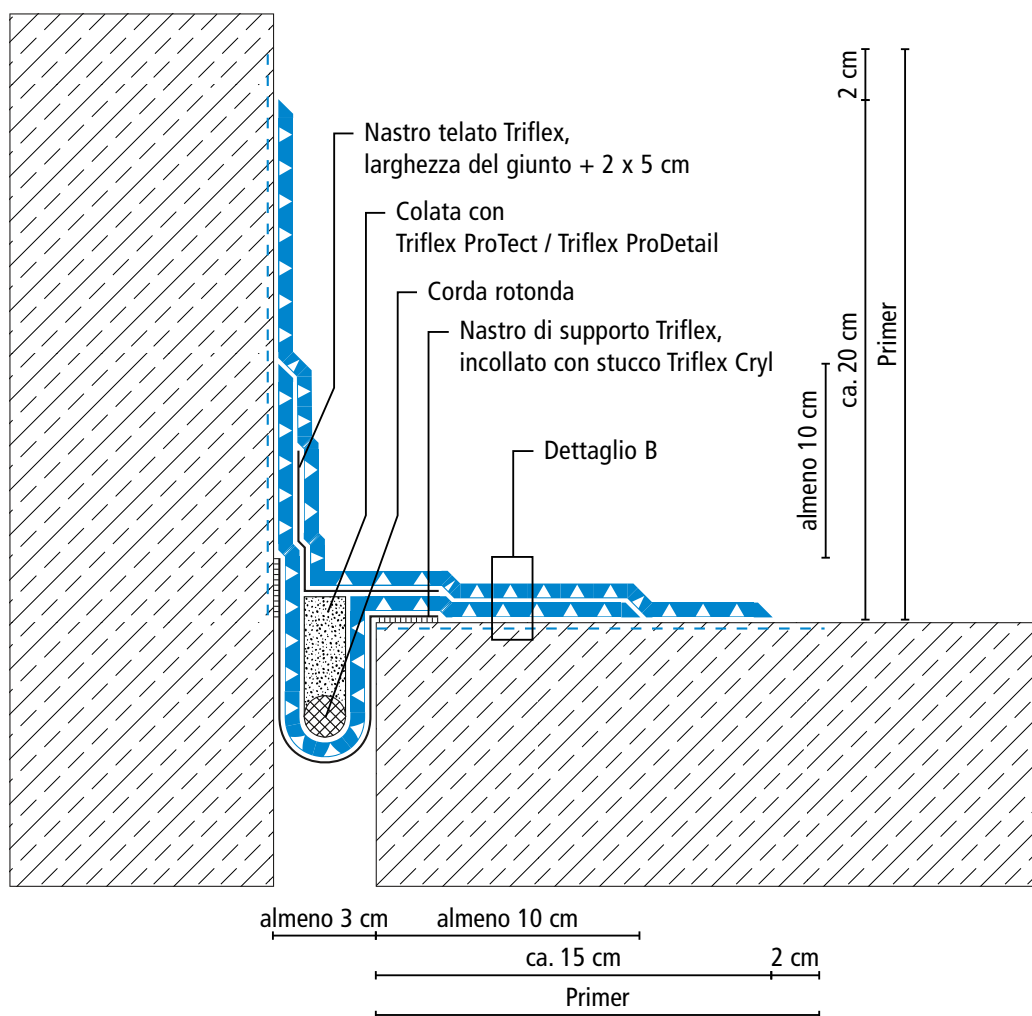 Nastro telato Triflex,
larghezza del giunto + 2 x 5 cm
Colata con
Triflex ProTect / Triflex ProDetail
Corda rotonda
Nastro di supporto Triflex,
incollato con stucco Triflex Cryl
Dettaglio B
2 cm
ca. 20 cm
Primer
almeno 10 cm
almeno 3 cm
almeno 10 cm
ca. 15 cm
2 cm
Primer